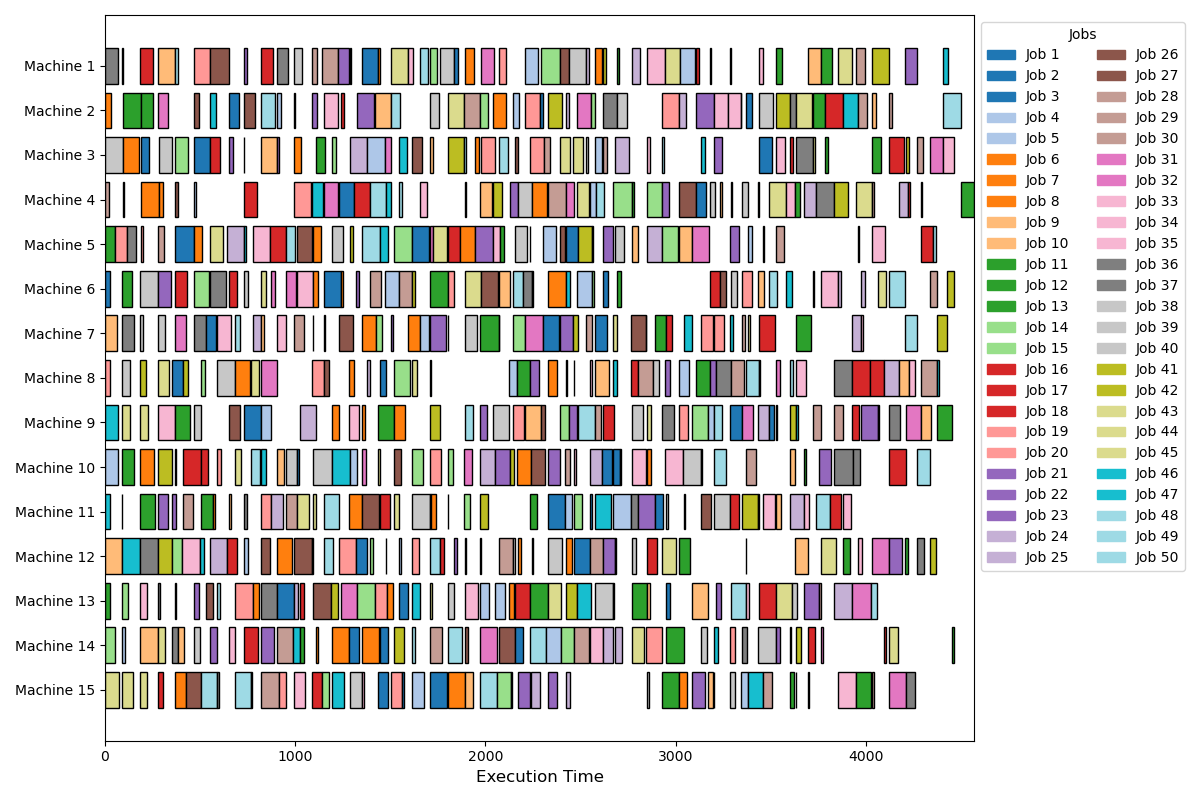 Machine 1
Machine 2
Machine 3
Machine 4
Machine 5
Machine 6
Machine 7
Machine 8
Machine 9
Machine 10
Machine 11
Machine 12
Machine 13
Machine 14
Machine 15
0 1000 2000 3000 4000
Execution Time
Jobs
Job 1
Job 2
Job 3
Job 4
Job 5
Job 6
Job 7
Job 8
Job 9
Job 10
Job 11
Job 12
Job 13
Job 14
Job 15
Job 16
Job 17
Job 18
Job 19
Job 20
Job 21
Job 22
Job 23
Job 24
Job 25
Job 26
Job 27
Job 28
Job 29
Job 30
Job 31
Job 32
Job 33
Job 34
Job 35
Job 36
Job 37
Job 38
Job 39
Job 40
Job 41
Job 42
Job 43
Job 44
Job 45
Job 46
Job 47
Job 48
Job 49
Job 50